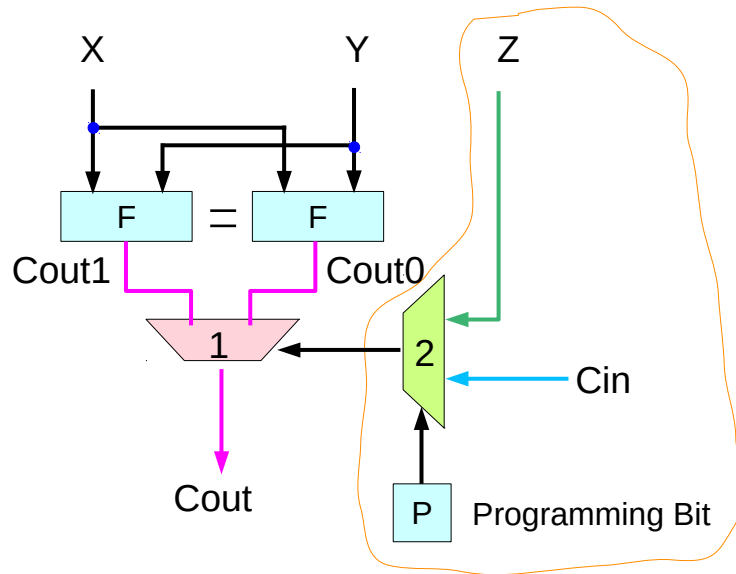 X Y Z
F = F
Cout1 Cout0
1 2
Cin
Cout
P Programming Bit